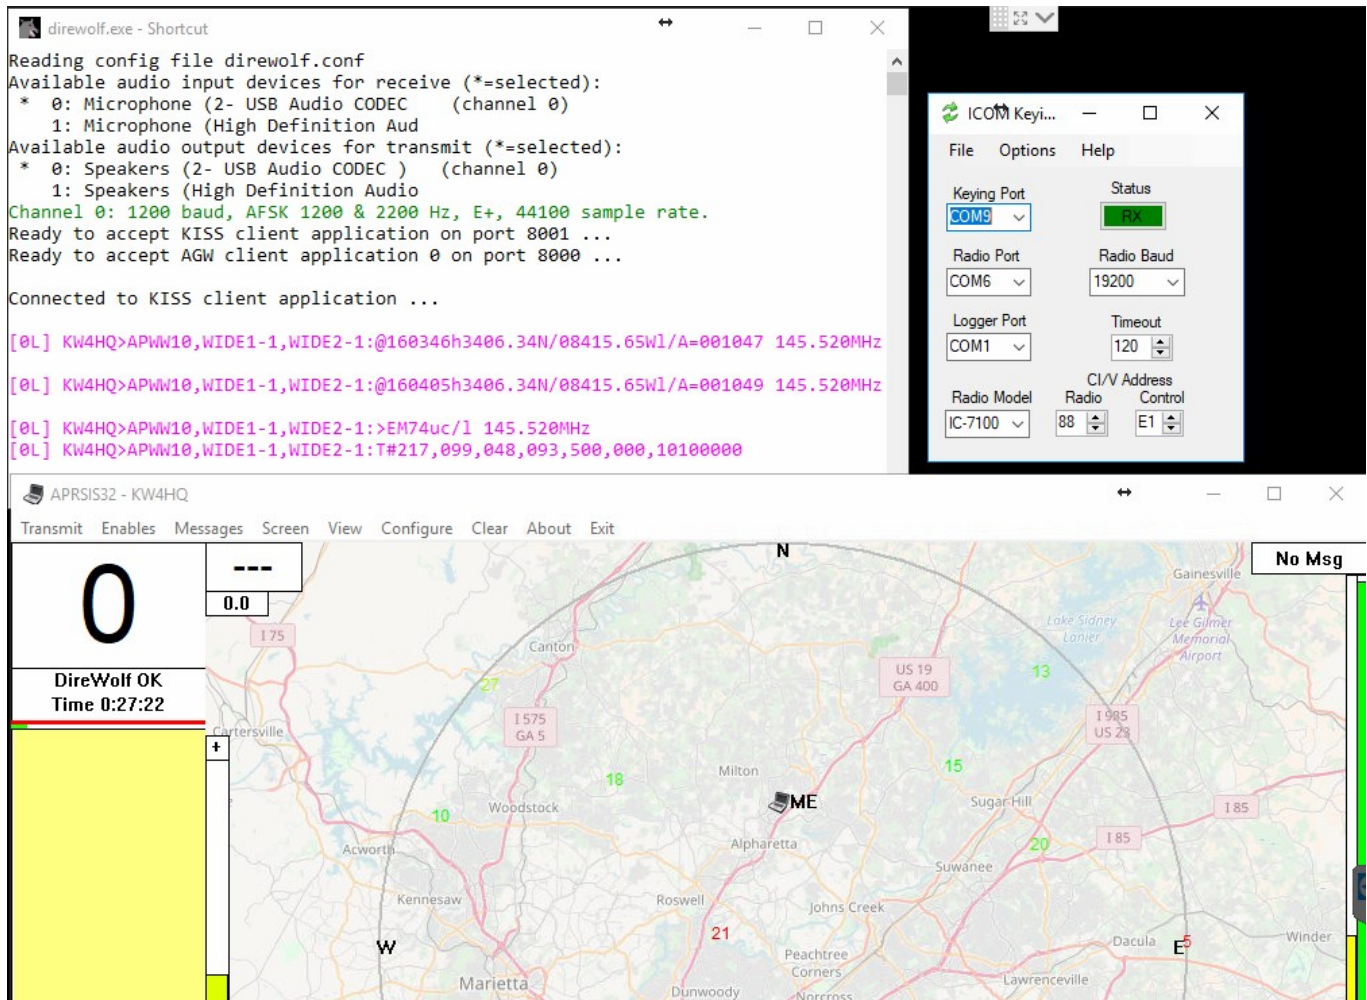 direwolf.exe - Shortcut
Reading config file direwolf.conf
Available audio input devices for receive (*=selected):
* 0: Microphone (2- USB Audio CODEC (channel 0)
1: Microphone (High Definition Aud
Available audio output devices for transmit (*=selected):
* 0: Speakers (2- USB Audio CODEC ) (channel 0)
1: Speakers (High Definition Audio
Channel 0: 1200 baud, AFSK 1200 & 2200 Hz, E+, 44100 sample rate.
Ready to accept KISS client application on port 8001 ...
Ready to accept AGW client application 0 on port 8000 ...
Connected to KISS client application ...
[0L] KW4HQ>APWW10,WIDE1-1,WIDE2-1:@160346h3406.34N/08415.65Wl/A=001047 145.520MHz
[0L] KW4HQ>APWW10,WIDE1-1,WIDE2-1:@160405h3406.34N/08415.65Wl/A=001049 145.520MHz
[0L] KW4HQ>APWW10,WIDE1-1,WIDE2-1:>EM74uc/l 145.520MHz
[0L] KW4HQ>APWW10,WIDE1-1,WIDE2-1:T#217,099,048,093,500,000,10100000
ICOM Keyi...
File Options Help
Keying Port Status
COM9 RX
Radio Port Radio Baud
COM6 19200
Logger Port Timeout
COM1 120
CI/V Address
Radio Model Radio Control
IC-7100 88 E1
APRSIS32 - KW4HQ
Transmit Enables Messages Screen View Configure Clear About Exit
0
---
0.0
N
No Msg
DireWolf OK
Time 0:27:22
+
Gainesville
Lake Sidney
Lanier
Lee Gilmer
Memorial
Airport
I 75
Canton
US 19
GA 400
13
27
I 575
GA 5
I 985
US 23
Cartersville
18
Milton
15
ME
Woodstock
Sugar Hill
I 85
10
Acworth
Alpharetta
20
I 85
Suwanee
Kennesaw
Roswell
Johns Creek
21
W
Peachtree
Corners
Dacula
E
5
Winder
Marietta
Dunwoody
Norcross
Lawrenceville